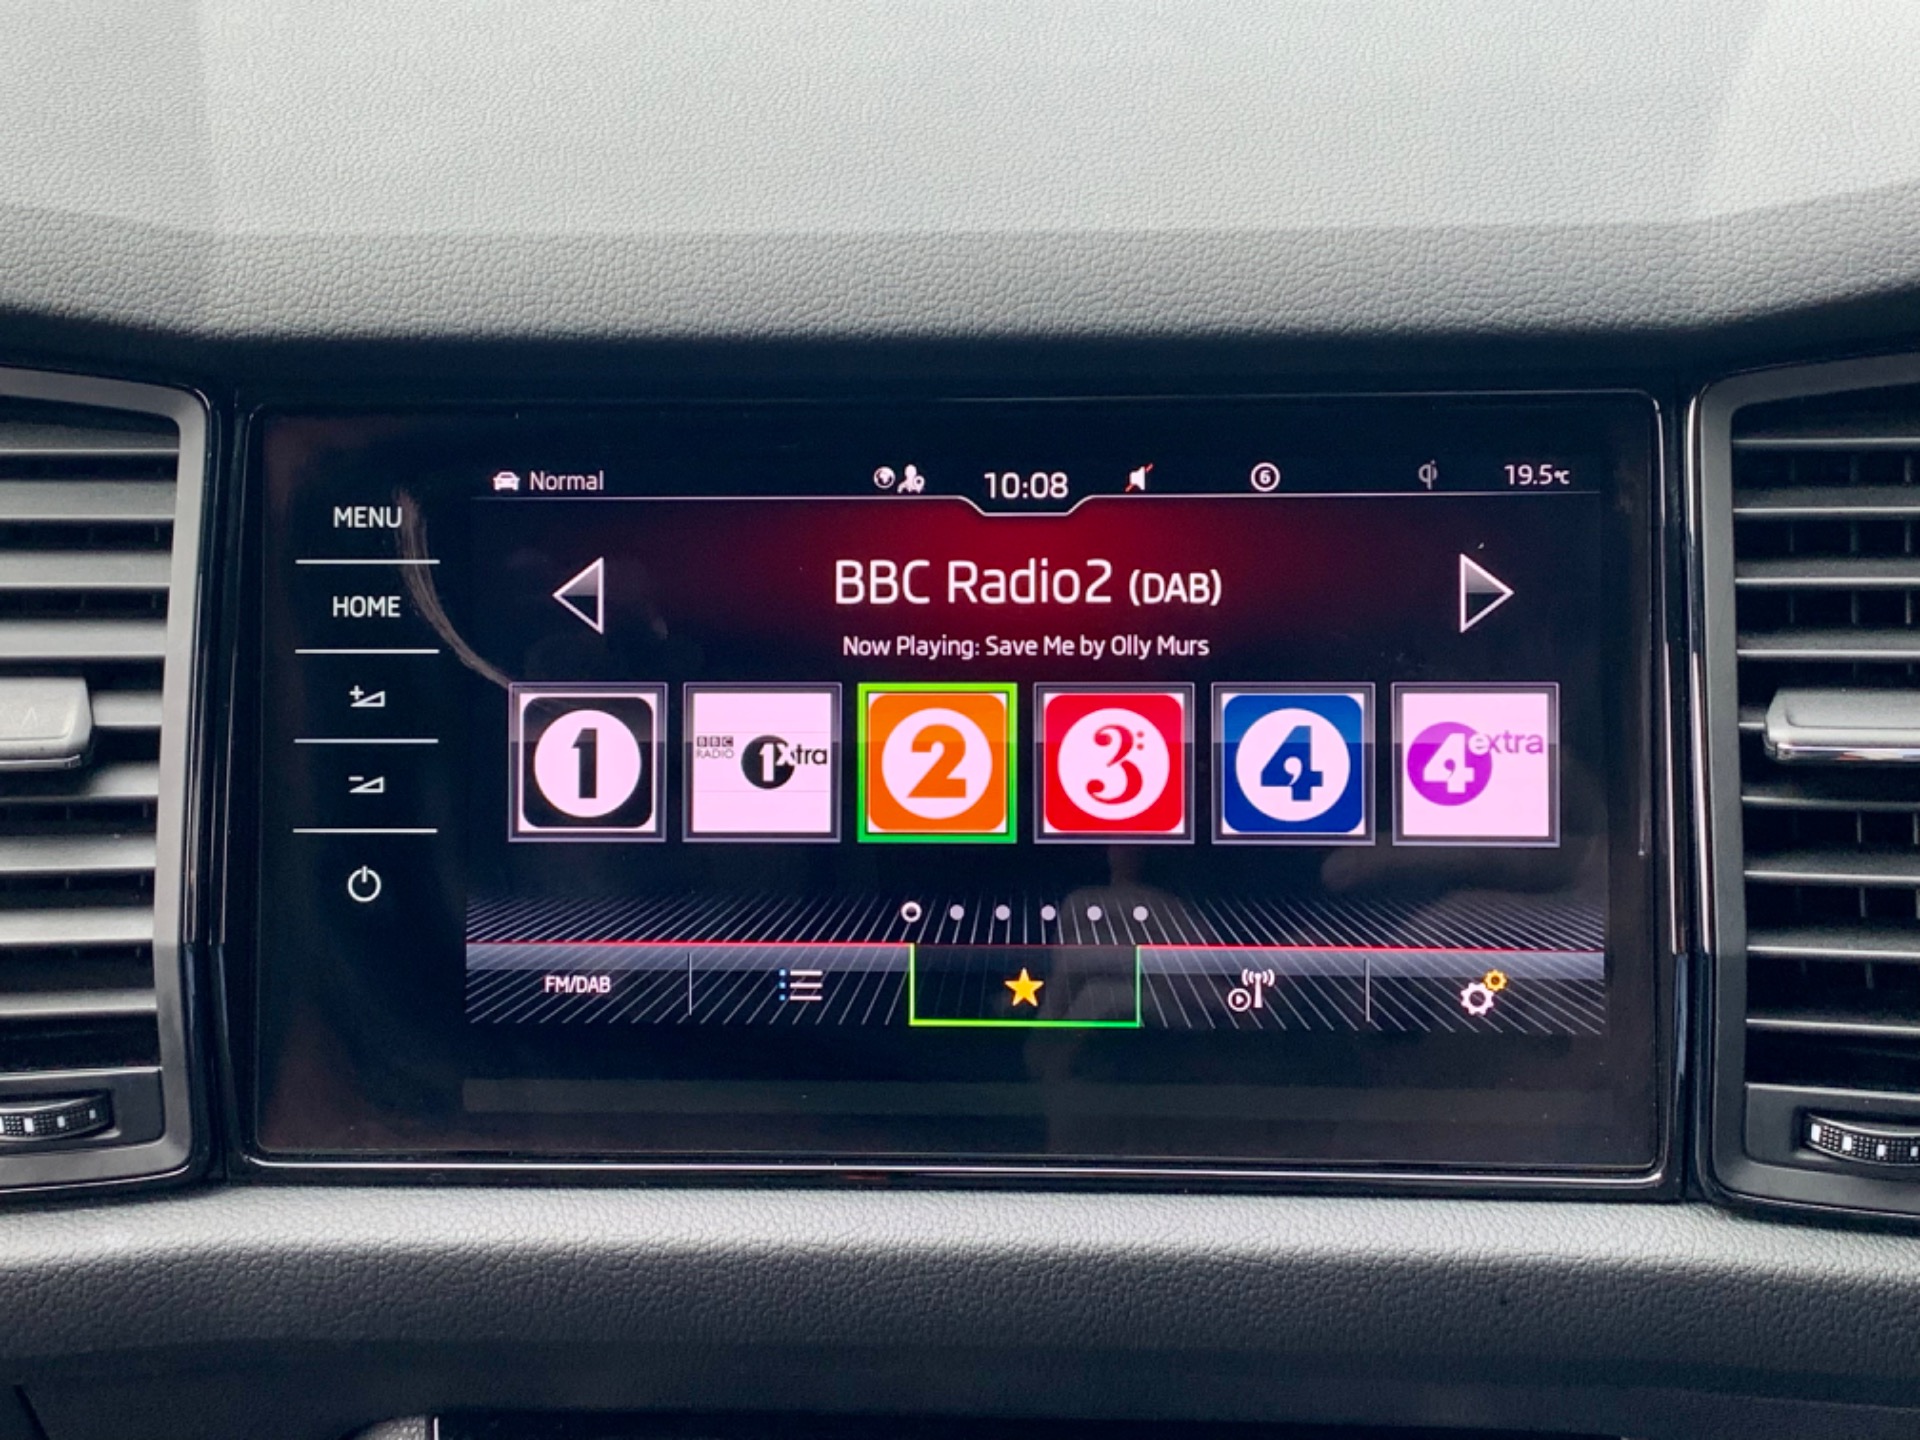 Normal
10:08
6
19.5°C
MENU
HOME
BBC Radio2 (DAB)
Now Playing: Save Me by Olly Murs
1
BBC RADIO 1Xtra
2
3
4
4 extra
FM/DAB